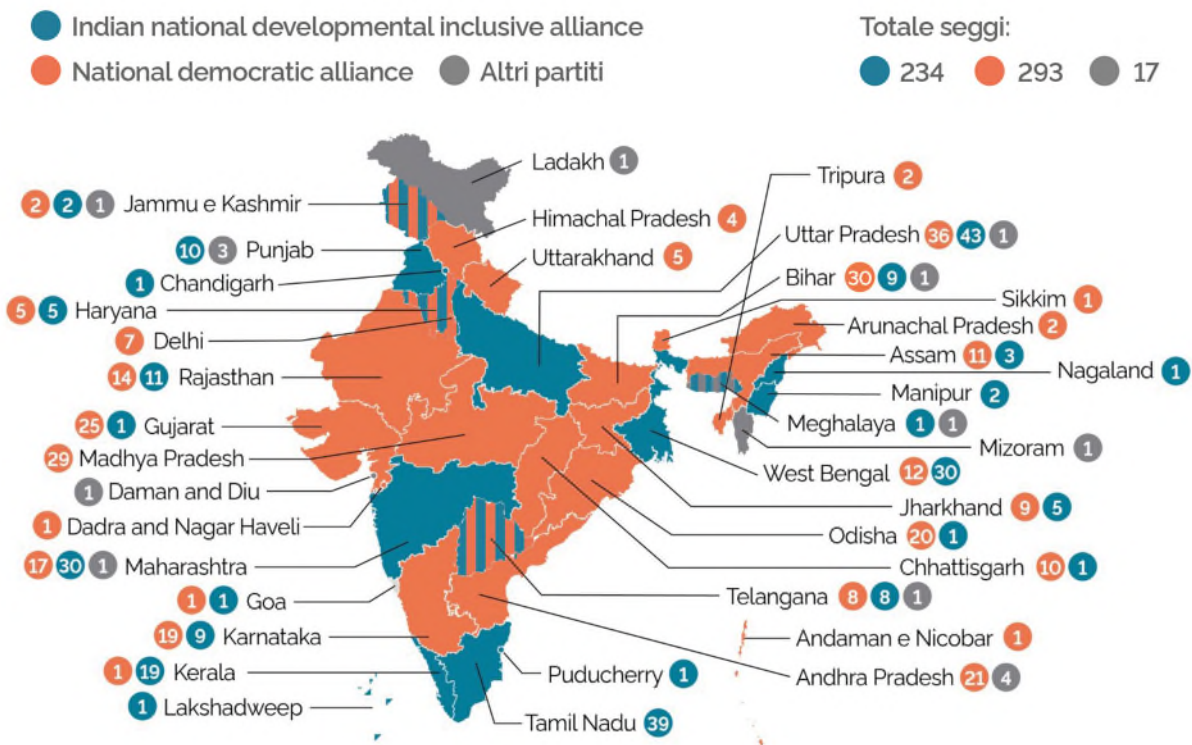 Indian national developmental inclusive alliance
National democratic alliance Altri partiti
Totale seggi:
234 293 17
Ladakh 1
2 2 1 Jammu e Kashmir
Himachal Pradesh 4
10 3 Punjab
Uttarakhand 5
1 Chandigarh
5 5 Haryana
7 Delhi
14 11 Rajasthan
25 1 Gujarat
29 Madhya Pradesh
1 Daman and Diu
1 Dadra and Nagar Haveli
17 30 1 Maharashtra
1 1 Goa
19 9 Karnataka
1 19 Kerala
1 Lakshadweep
Tripura 2
Uttar Pradesh 36 43 1
Bihar 30 9 1
Sikkim 1
Arunachal Pradesh 2
Assam 11 3
Nagaland 1
Manipur 2
Meghalaya 1 1
Mizoram 1
West Bengal 12 30
Jharkhand 9 5
Odisha 20 1
Chhattisgarh 10 1
Telangana 8 8 1
Andaman e Nicobar 1
Puducherry 1
Andhra Pradesh 21 4
Tamil Nadu 39